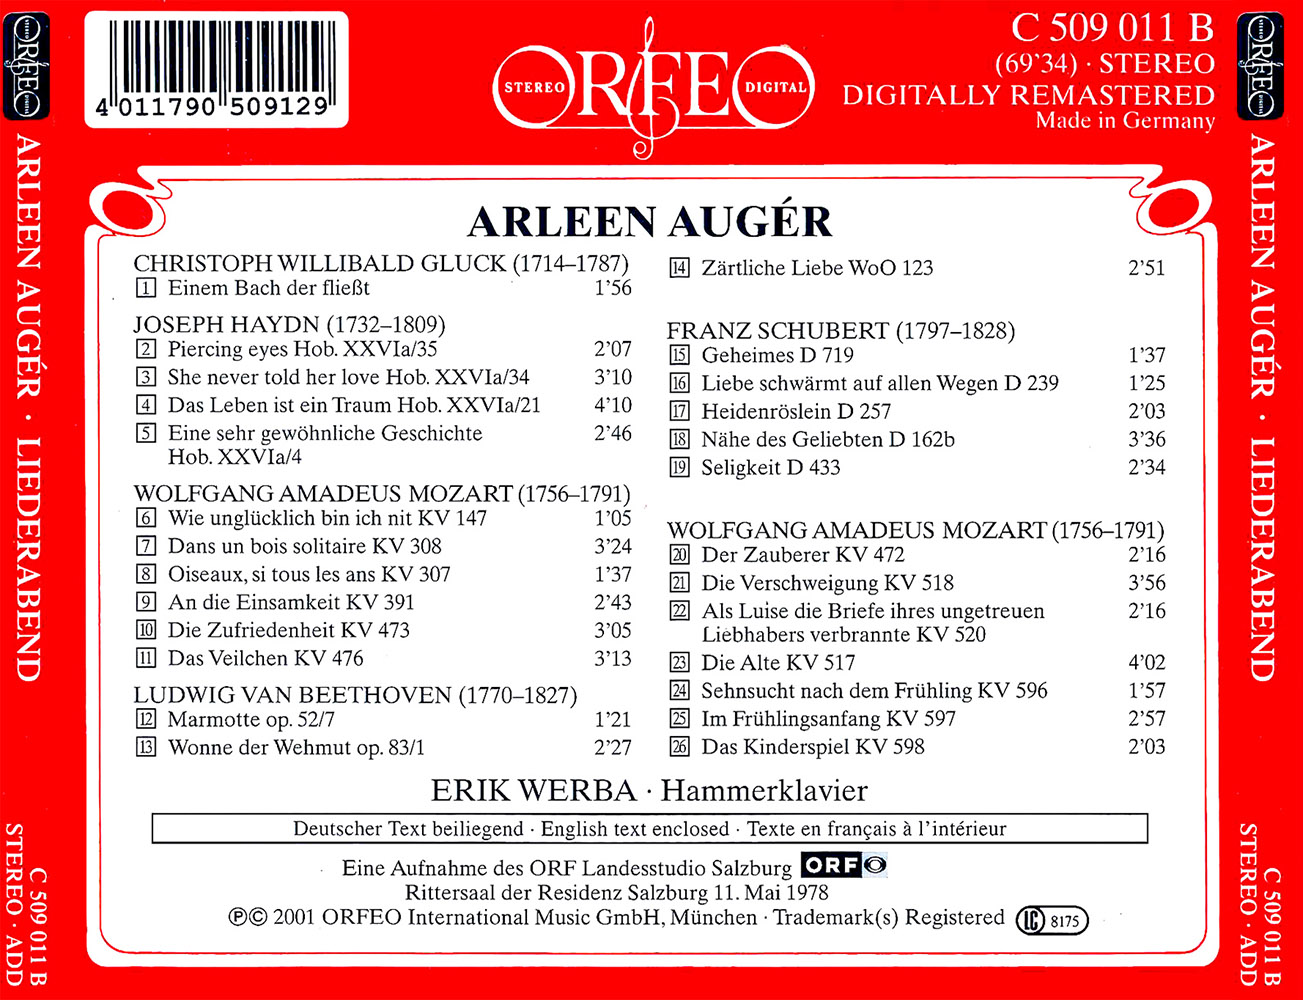 4 011790 509129
STEREO ORFEO DIGITAL
C 509 011 B
(69'34) · STEREO
DIGITALLY REMASTERED
Made in Germany
ORFEO
ARLEEN AUGÉR · LIEDERABEND
C 509 011 B
STEREO · ADD
ARLEEN AUGÉR
CHRISTOPH WILLIBALD GLUCK (1714–1787)
1 Einem Bach der fließt 1'56
JOSEPH HAYDN (1732–1809)
2 Piercing eyes Hob. XXVIa/35 2'07
3 She never told her love Hob. XXVIa/34 3'10
4 Das Leben ist ein Traum Hob. XXVIa/21 4'10
5 Eine sehr gewöhnliche Geschichte 2'46
Hob. XXVIa/4
WOLFGANG AMADEUS MOZART (1756–1791)
6 Wie unglücklich bin ich nit KV 147 1'05
7 Dans un bois solitaire KV 308 3'24
8 Oiseaux, si tous les ans KV 307 1'37
9 An die Einsamkeit KV 391 2'43
10 Die Zufriedenheit KV 473 3'05
11 Das Veilchen KV 476 3'13
LUDWIG VAN BEETHOVEN (1770–1827)
12 Marmotte op. 52/7 1'21
13 Wonne der Wehmut op. 83/1 2'27
14 Zärtliche Liebe WoO 123 2'51
FRANZ SCHUBERT (1797–1828)
15 Geheimes D 719 1'37
16 Liebe schwärmt auf allen Wegen D 239 1'25
17 Heidenröslein D 257 2'03
18 Nähe des Geliebten D 162b 3'36
19 Seligkeit D 433 2'34
WOLFGANG AMADEUS MOZART (1756–1791)
20 Der Zauberer KV 472 2'16
21 Die Verschweigung KV 518 3'56
22 Als Luise die Briefe ihres ungetreuen 2'16
Liebhabers verbrannte KV 520
23 Die Alte KV 517 4'02
24 Sehnsucht nach dem Frühling KV 596 1'57
25 Im Frühlingsanfang KV 597 2'57
26 Das Kinderspiel KV 598 2'03
ERIK WERBA · Hammerklavier
Deutscher Text beiliegend · English text enclosed · Texte en français à l'intérieur
Eine Aufnahme des ORF Landesstudio Salzburg ORF
Rittersaal der Residenz Salzburg 11. Mai 1978
℗© 2001 ORFEO International Music GmbH, München · Trademark(s) Registered LC 8175
ORFEO
ARLEEN AUGÉR · LIEDERABEND
C 509 011 B
STEREO · ADD